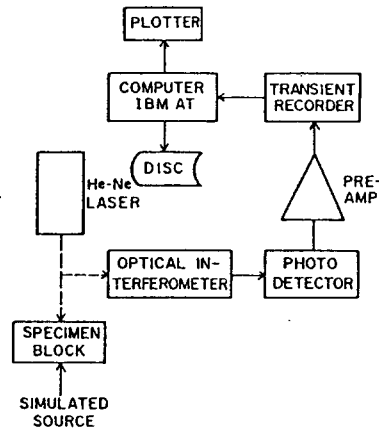 PLOTTER
COMPUTER
IBM AT
TRANSIENT
RECORDER
DISC
He-Ne
LASER
PRE-
AMP
OPTICAL IN-
TERFEROMETER
PHOTO
DETECTOR
SPECIMEN
BLOCK
SIMULATED
SOURCE